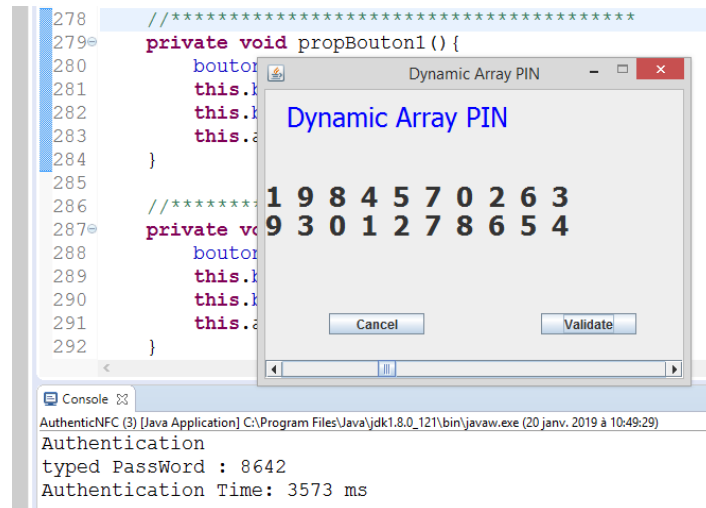 278 //****************************************
279 private void propBouton1(){
280 bouton
281 this.b
282 this.b
283 this.a
284 }
285
286 //********
287 private vo
288 bouton
289 this.b
290 this.b
291 this.a
292 }
Dynamic Array PIN
Dynamic Array PIN
1 9 8 4 5 7 0 2 6 3
9 3 0 1 2 7 8 6 5 4
Cancel Validate
Console
AuthenticNFC (3) [Java Application] C:\Program Files\Java\jdk1.8.0_121\bin\javaw.exe (20 janv. 2019 à 10:49:29)
Authentication
typed PassWord : 8642
Authentication Time: 3573 ms